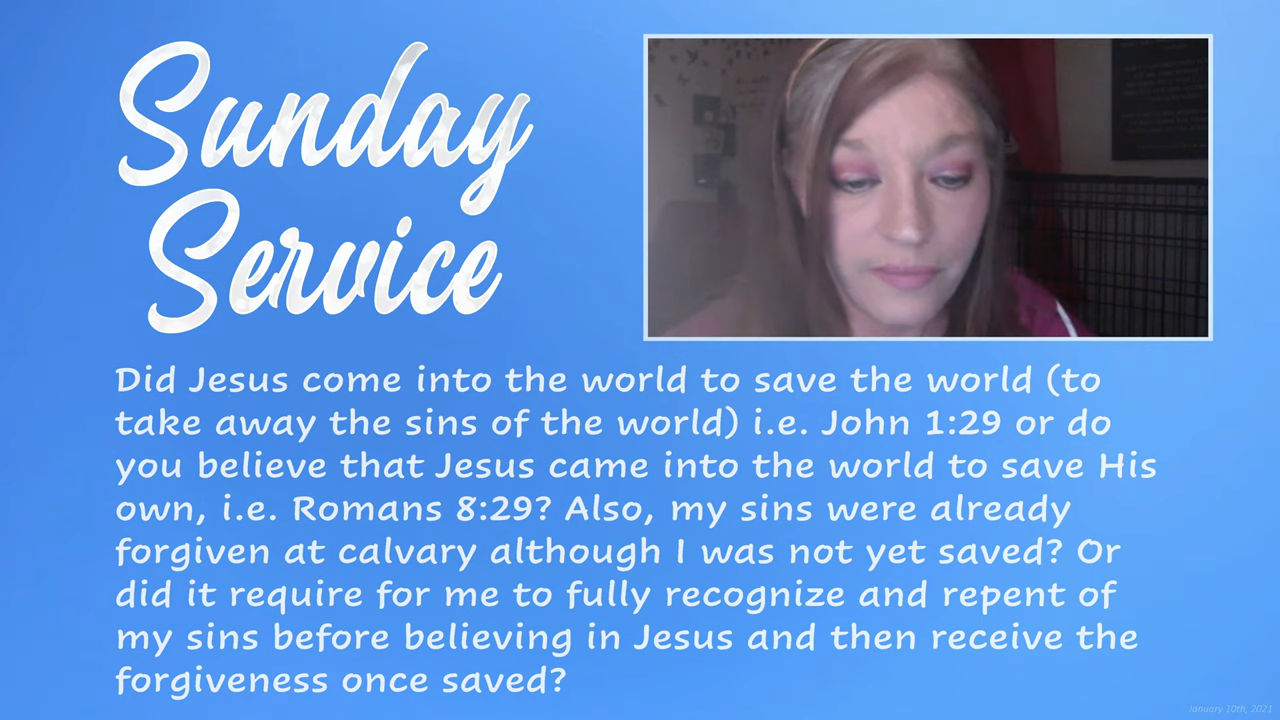 Sunday
Service
Did Jesus come into the world to save the world (to
take away the sins of the world) i.e. John 1:29 or do
you believe that Jesus came into the world to save His
own, i.e. Romans 8:29? Also, my sins were already
forgiven at calvary although I was not yet saved? Or
did it require for me to fully recognize and repent of
my sins before believing in Jesus and then receive the
forgiveness once saved?
January 10th, 2021